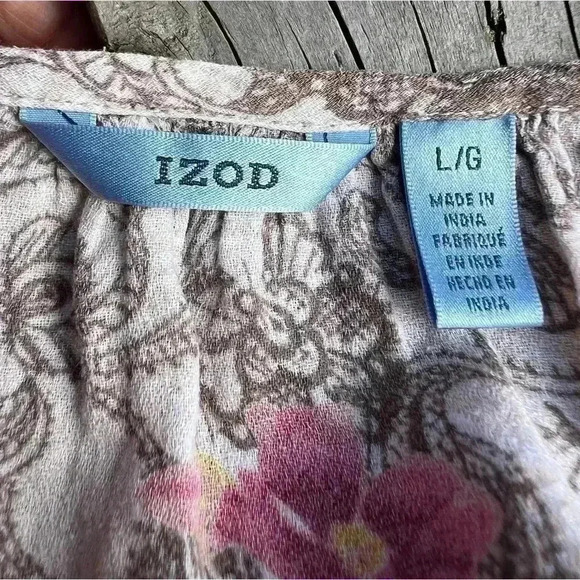 IZOD
L/G
MADE IN
INDIA
FABRIQUÉ
EN INDE
HECHO EN
INDIA